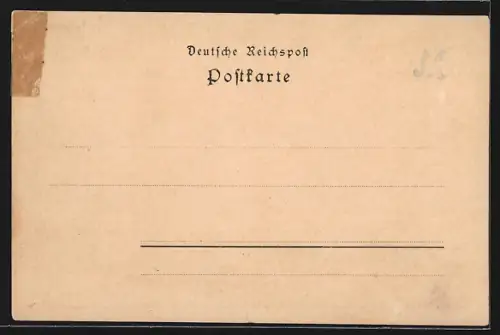 Deutſche Reichspoſt
Poſtkarte